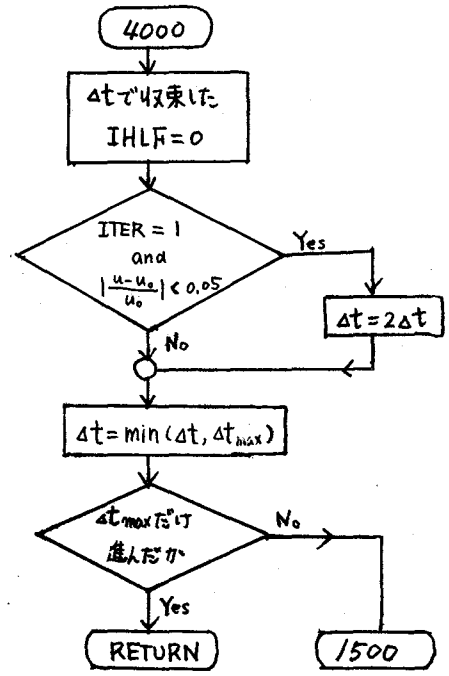 4000
Δtで収束した
IHLF=0
ITER = 1
and
|u-u₀/u₀| < 0.05
Yes
Δt=2Δt
No
Δt=min(Δt, Δtmax)
Δtmaxだけ
進んだか
No
Yes
RETURN
1500